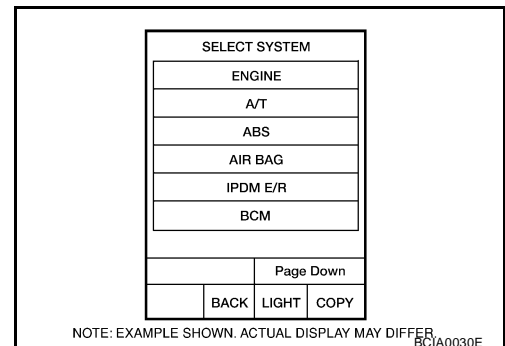 SELECT SYSTEM
ENGINE
A/T
ABS
AIR BAG
IPDM E/R
BCM
Page Down
BACK LIGHT COPY
NOTE: EXAMPLE SHOWN. ACTUAL DISPLAY MAY DIFFER.
BCIA0030E